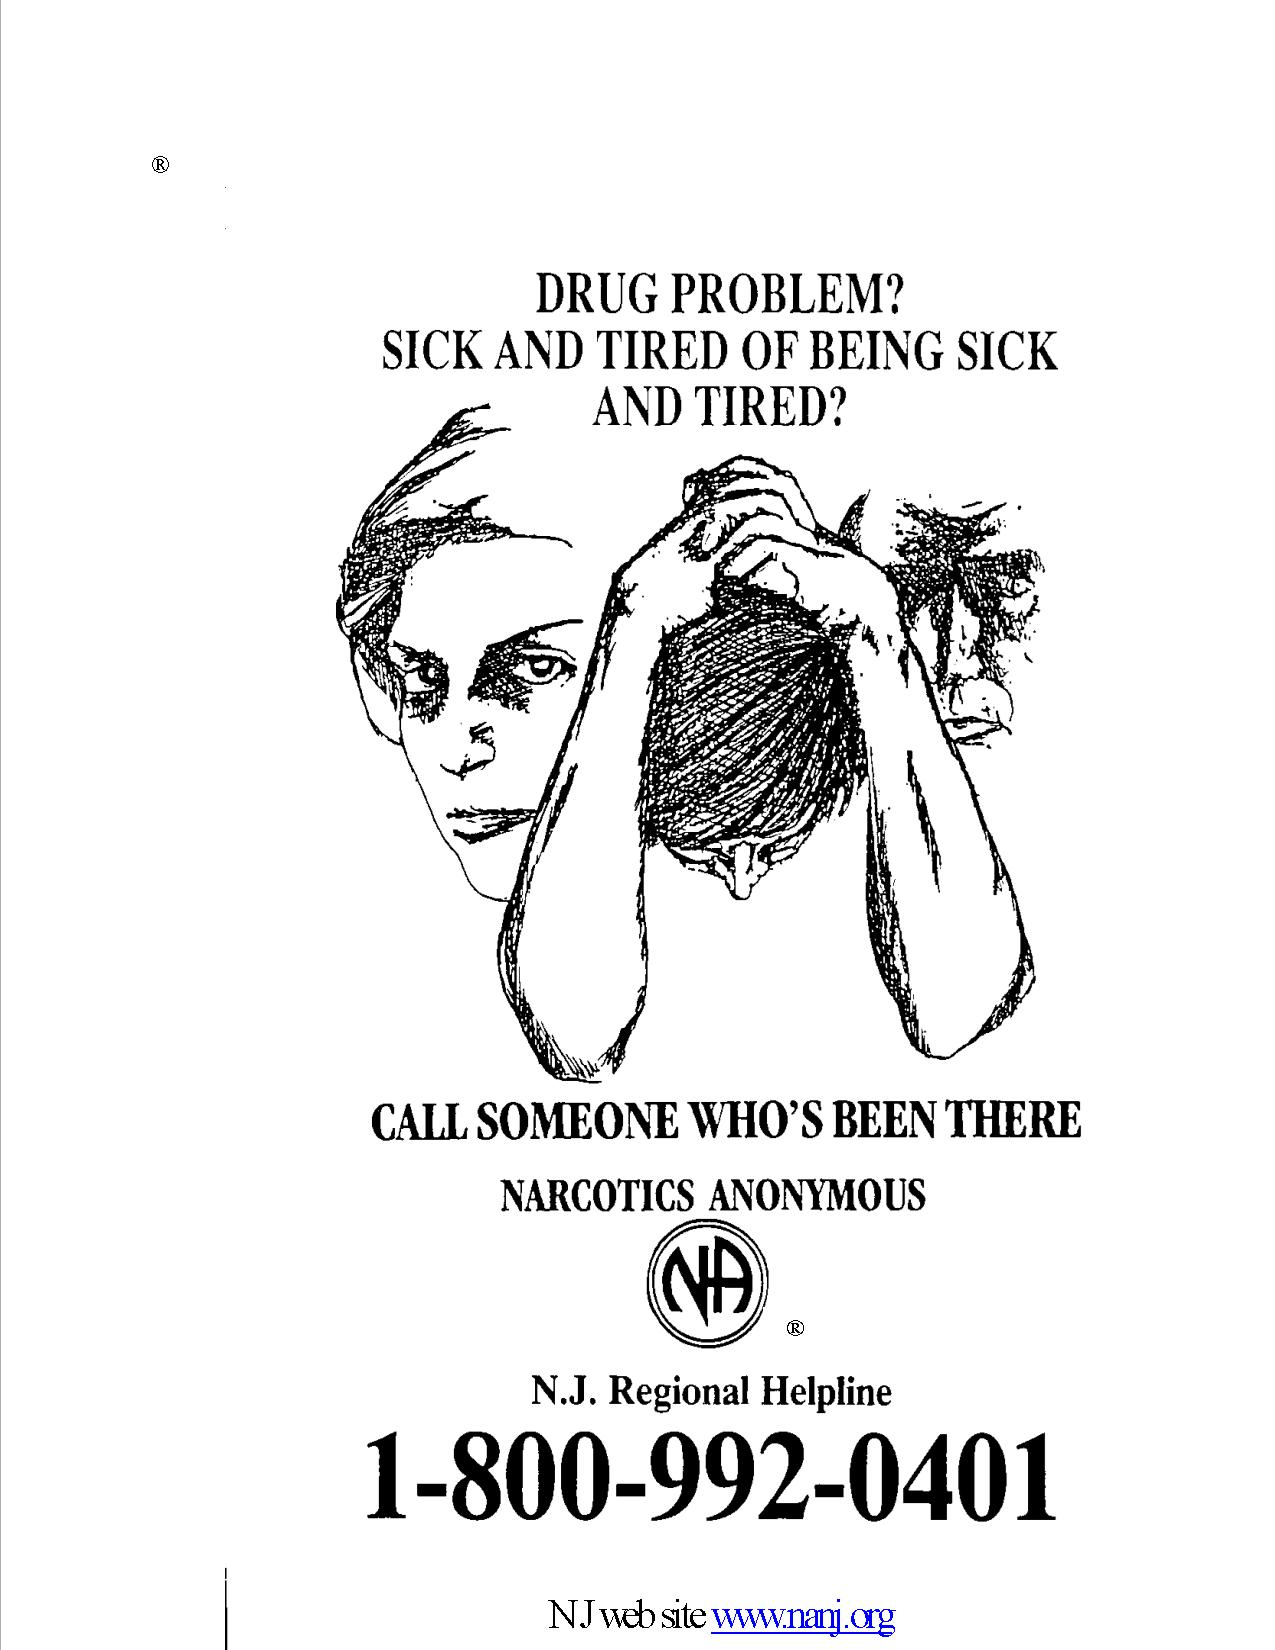 ®
DRUG PROBLEM?
SICK AND TIRED OF BEING SICK
AND TIRED?
CALL SOMEONE WHO'S BEEN THERE
NARCOTICS ANONYMOUS
NA
®
N.J. Regional Helpline
1-800-992-0401
NJ web site www.nanj.org